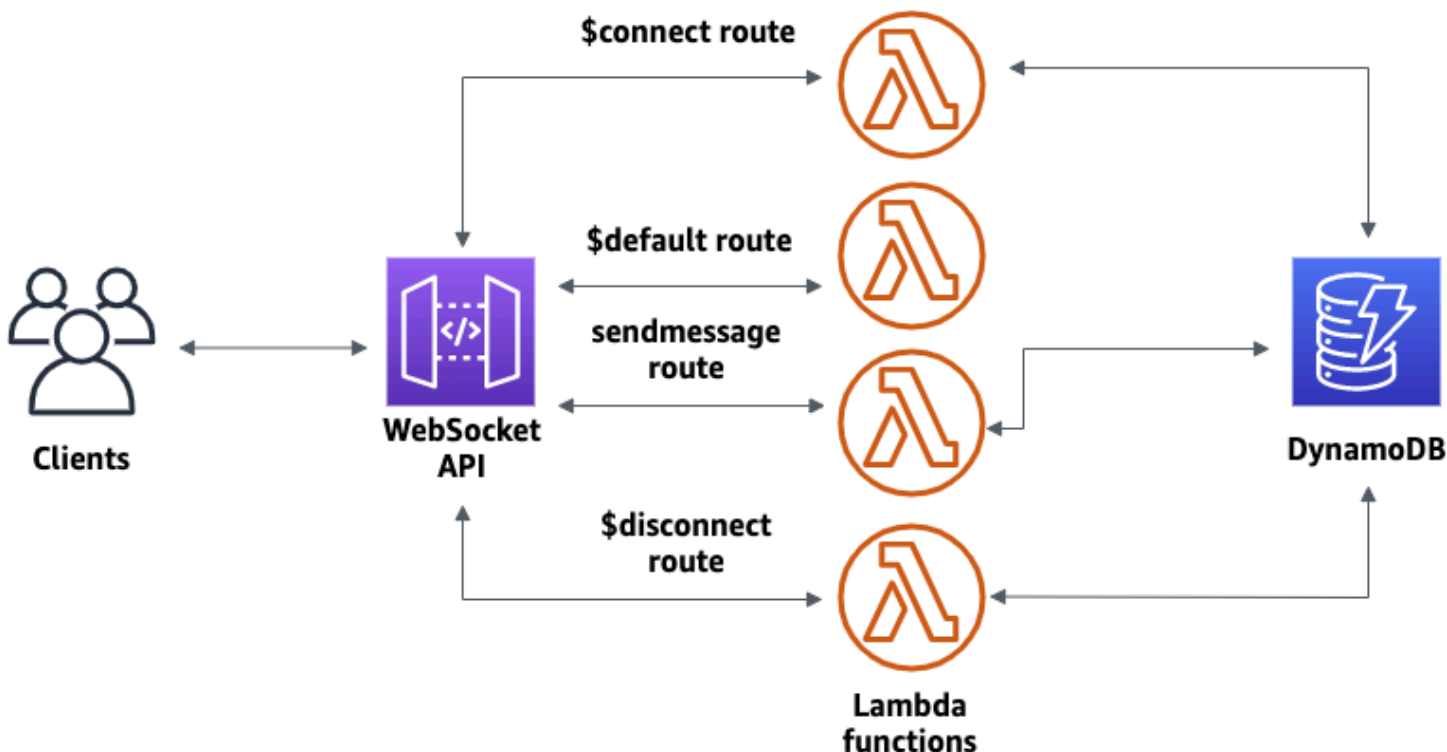 $connect route
$default route
sendmessage
route
</>
WebSocket
API
Clients
DynamoDB
$disconnect
route
Lambda
functions